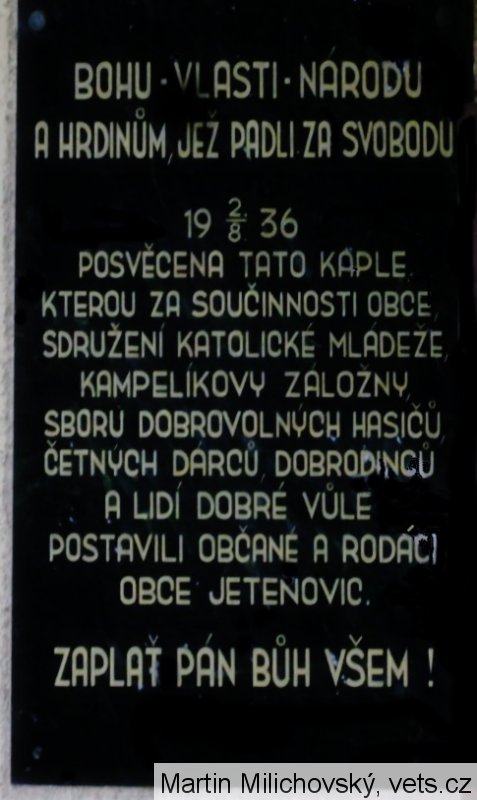 BOHU - VLASTI - NÁRODU
A HRDINŮM, JEŽ PADLI ZA SVOBODU
19 2/8 36
POSVĚCENA TATO KAPLE,
KTEROU ZA SOUČINNOSTI OBCE,
SDRUŽENÍ KATOLICKÉ MLÁDEŽE,
KAMPELÍKOVY ZÁLOŽNY,
SBORU DOBROVOLNÝCH HASIČŮ,
ČETNÝCH DÁRCŮ, DOBRODINCŮ
A LIDÍ DOBRÉ VŮLE
POSTAVILI OBČANÉ A RODÁCI
OBCE JETENOVIC.
ZAPLAŤ PÁN BŮH VŠEM !
Martin Milichovský, vets.cz